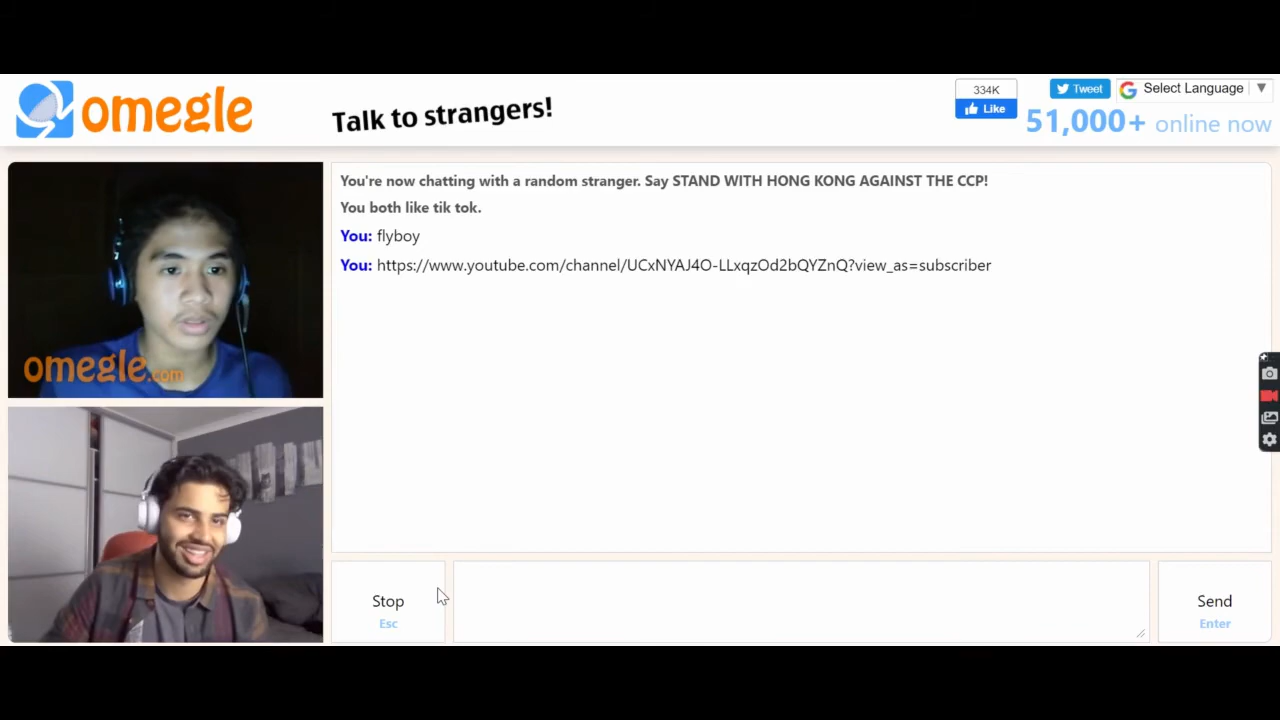 omegle
Talk to strangers!
334K
Like
Tweet
Select Language ▼
51,000+ online now
You're now chatting with a random stranger. Say STAND WITH HONG KONG AGAINST THE CCP!
You both like tik tok.
You: flyboy
You: https://www.youtube.com/channel/UCxNYAJ4O-LLxqzOd2bQYZnQ?view_as=subscriber
omegle.com
Stop
Esc
Send
Enter